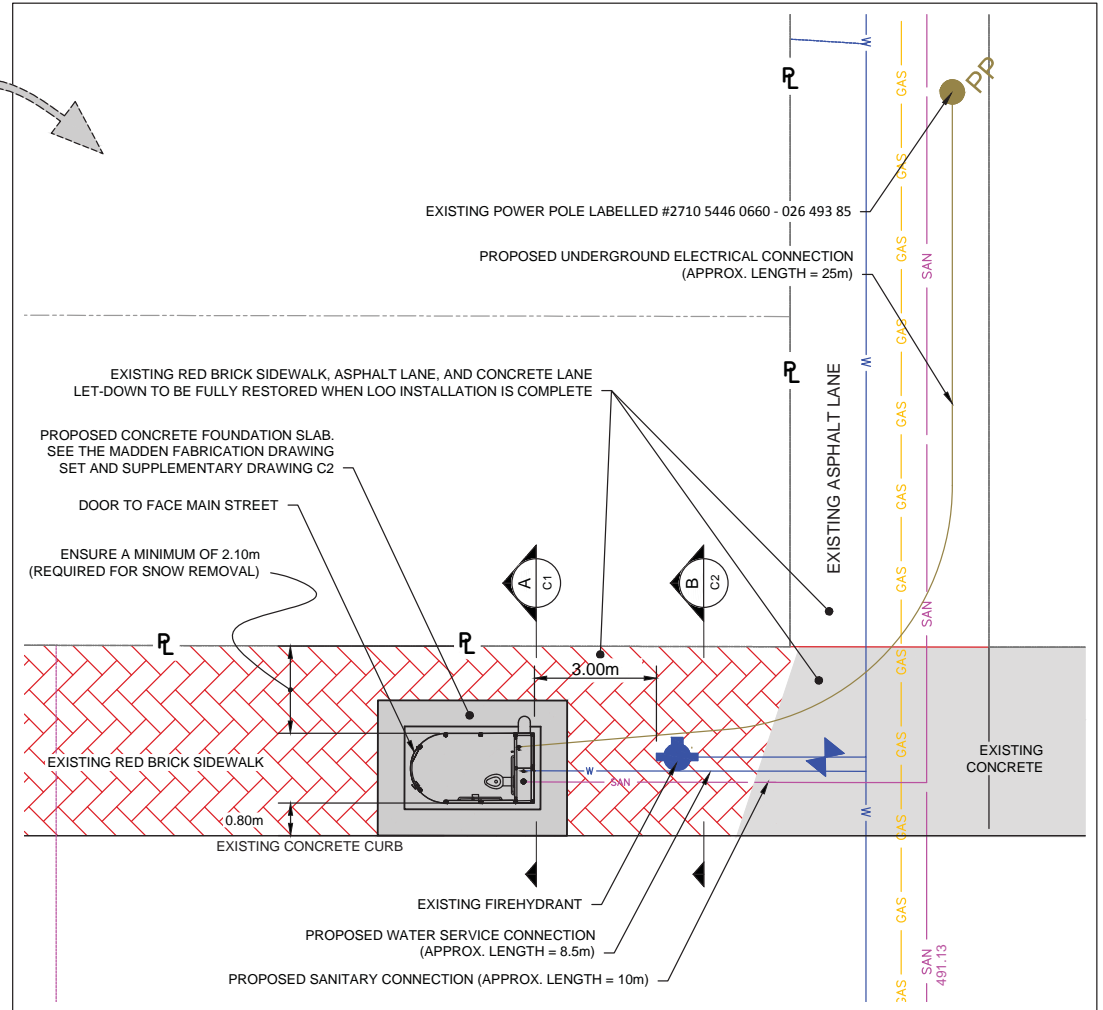 PP
W
GAS
SAN
PL
EXISTING POWER POLE LABELLED #2710 5446 0660 - 026 493 85
PROPOSED UNDERGROUND ELECTRICAL CONNECTION
(APPROX. LENGTH = 25m)
GAS
GAS
SAN
W
EXISTING RED BRICK SIDEWALK, ASPHALT LANE, AND CONCRETE LANE
LET-DOWN TO BE FULLY RESTORED WHEN LOO INSTALLATION IS COMPLETE
PL
EXISTING ASPHALT LANE
GAS
GAS
PROPOSED CONCRETE FOUNDATION SLAB.
SEE THE MADDEN FABRICATION DRAWING
SET AND SUPPLEMENTARY DRAWING C2
DOOR TO FACE MAIN STREET
ENSURE A MINIMUM OF 2.10m
(REQUIRED FOR SNOW REMOVAL)
A
C1
B
C2
GAS
GAS
SAN
PL
PL
3.00m
GAS
EXISTING RED BRICK SIDEWALK
W
SAN
GAS
EXISTING
CONCRETE
0.80m
W
GAS
EXISTING CONCRETE CURB
EXISTING FIREHYDRANT
GAS
PROPOSED WATER SERVICE CONNECTION
(APPROX. LENGTH = 8.5m)
PROPOSED SANITARY CONNECTION (APPROX. LENGTH = 10m)
SAN
491.13
GAS